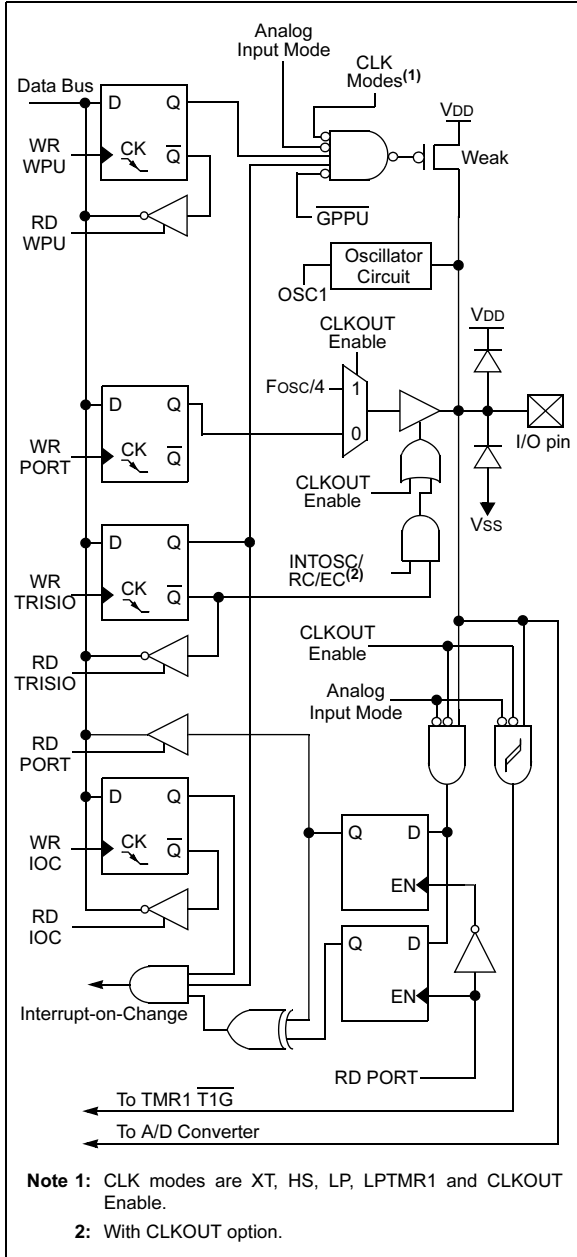 Analog
Input Mode
CLK
Modes(1)
Data Bus
D Q
VDD
WR
WPU
CK Q
Weak
RD
WPU
GPPU
Oscillator
Circuit
OSC1
CLKOUT
Enable
VDD
FOSC/4
1
D Q
0
I/O pin
WR
PORT
CK Q
CLKOUT
Enable
VSS
D Q
INTOSC/
RC/EC(2)
WR
TRISIO
CK Q
RD
TRISIO
CLKOUT
Enable
Analog
Input Mode
RD
PORT
D Q
Q D
WR
IOC
CK Q
EN
RD
IOC
Q D
EN
Interrupt-on-Change
RD PORT
To TMR1 T1G
To A/D Converter
Note 1: CLK modes are XT, HS, LP, LPTMR1 and CLKOUT
Enable.
2: With CLKOUT option.